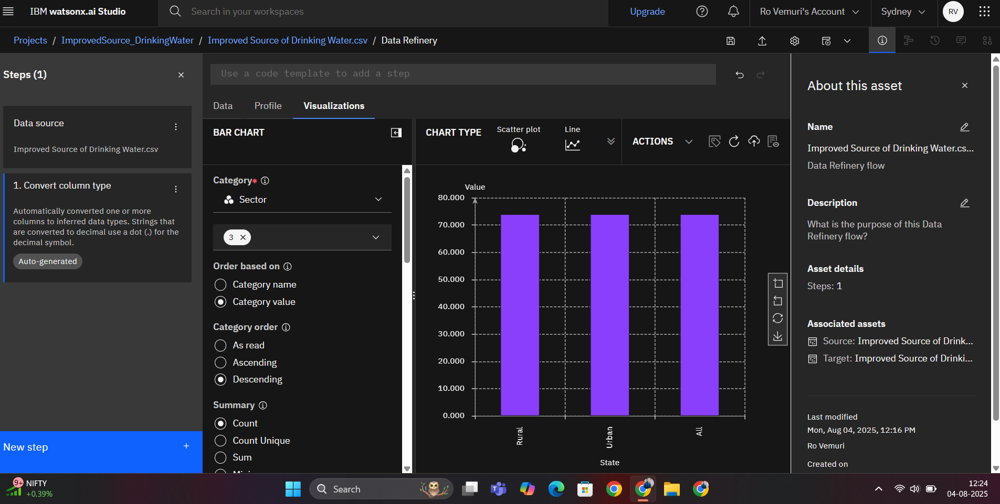 IBM watsonx.ai Studio
Search in your workspaces
Upgrade
Ro Vemuri's Account
Sydney
RV
Projects / ImprovedSource_DrinkingWater / Improved Source of Drinking Water.csv / Data Refinery
Steps (1)
Data source
Improved Source of Drinking Water.csv
1. Convert column type
Automatically converted one or more
columns to inferred data types. Strings that
are converted to decimal use a dot (.) for the
decimal symbol.
Auto-generated
New step
+
Use a code template to add a step
Data
Profile
Visualizations
BAR CHART
Category*
Sector
3
Order based on
Category name
Category value
Category order
As read
Ascending
Descending
Summary
Count
Count Unique
Sum
CHART TYPE
Scatter plot
Line
ACTIONS
Value
80.000
70.000
60.000
50.000
40.000
30.000
20.000
10.000
0.000
Rural
Urban
All
State
About this asset
Name
Improved Source of Drinking Water.cs...
Data Refinery flow
Description
What is the purpose of this Data
Refinery flow?
Asset details
Steps: 1
Associated assets
Source: Improved Source of Drink...
Target: Improved Source of Drinki...
Last modified
Mon, Aug 04, 2025, 12:16 PM
Ro Vemuri
Created on
9+
NIFTY
+0.39%
Search
12:24
04-08-2025